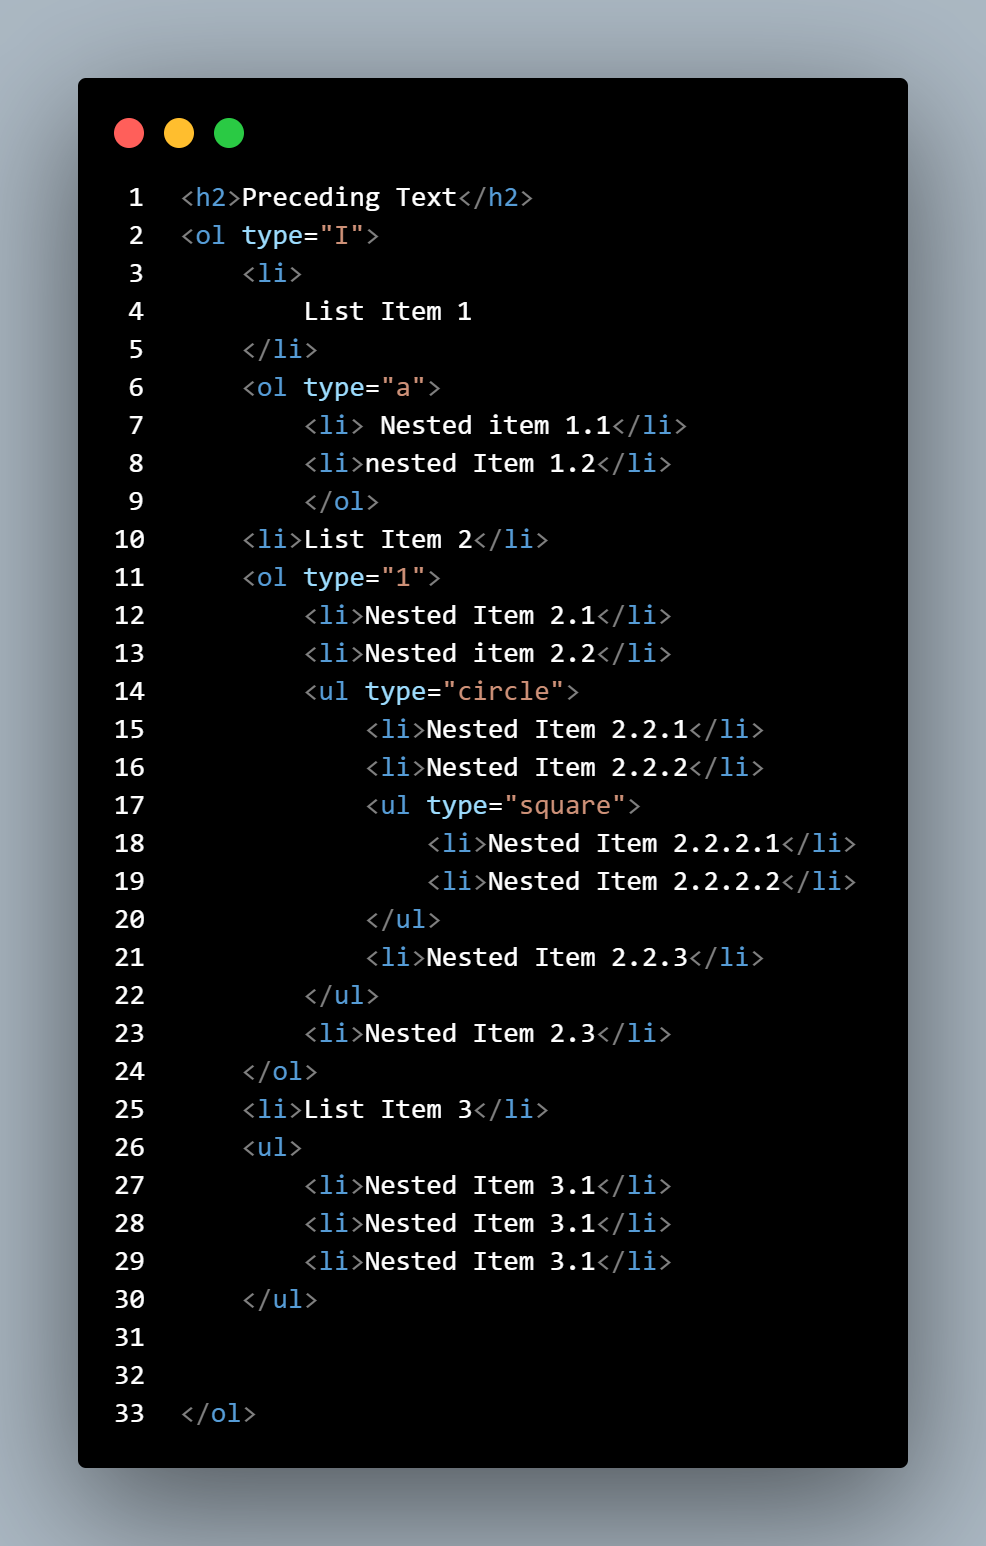 1 <h2>Preceding Text</h2>
2 <ol type="I">
3     <li>
4         List Item 1
5     </li>
6     <ol type="a">
7         <li> Nested item 1.1</li>
8         <li>nested Item 1.2</li>
9         </ol>
10     <li>List Item 2</li>
11     <ol type="1">
12         <li>Nested Item 2.1</li>
13         <li>Nested item 2.2</li>
14         <ul type="circle">
15             <li>Nested Item 2.2.1</li>
16             <li>Nested Item 2.2.2</li>
17             <ul type="square">
18                 <li>Nested Item 2.2.2.1</li>
19                 <li>Nested Item 2.2.2.2</li>
20             </ul>
21             <li>Nested Item 2.2.3</li>
22         </ul>
23         <li>Nested Item 2.3</li>
24     </ol>
25     <li>List Item 3</li>
26     <ul>
27         <li>Nested Item 3.1</li>
28         <li>Nested Item 3.1</li>
29         <li>Nested Item 3.1</li>
30     </ul>
31
32
33 </ol>